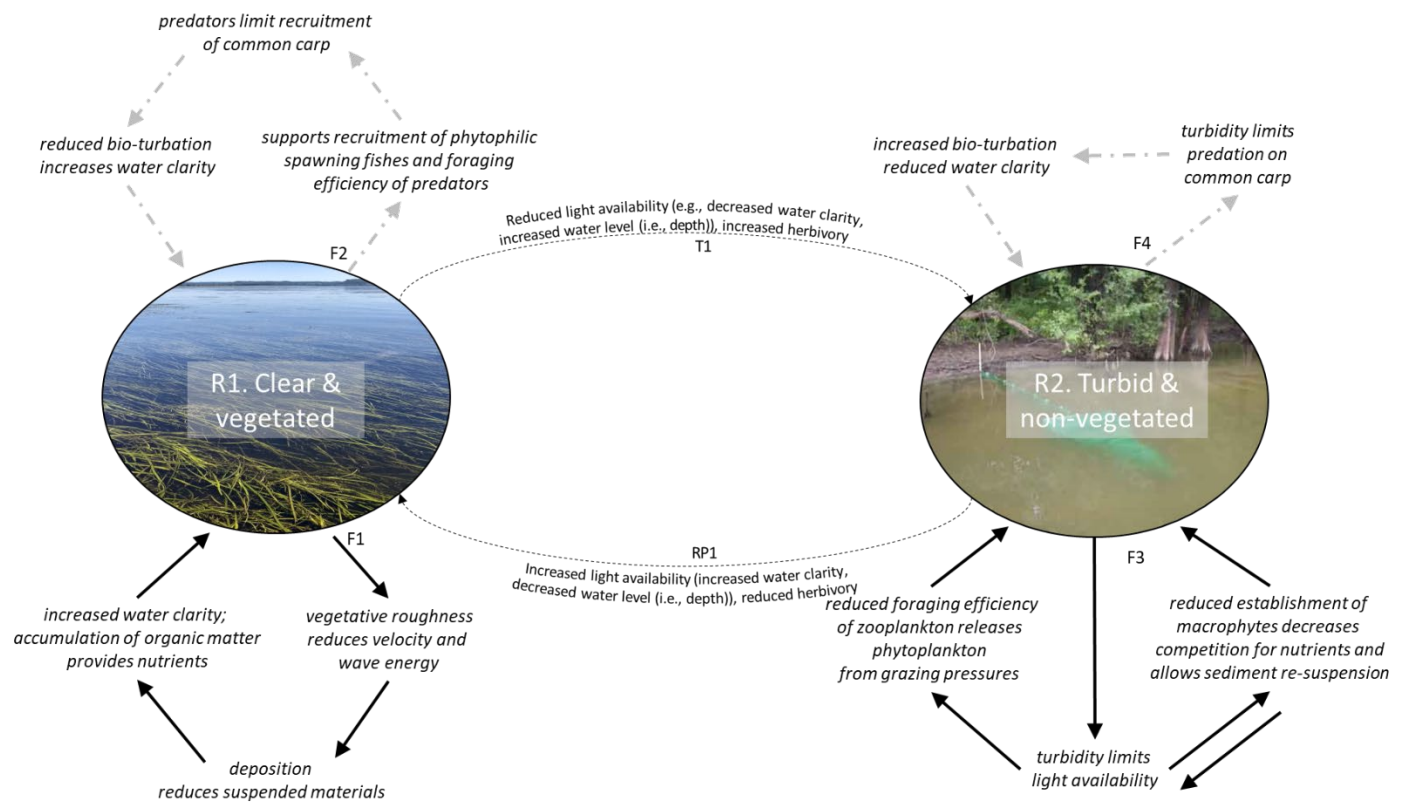 predators limit recruitment
of common carp
reduced bio-turbation
increases water clarity
supports recruitment of phytophilic
spawning fishes and foraging
efficiency of predators
F2
Reduced light availability (e.g., decreased water clarity,
increased water level (i.e., depth)), increased herbivory
T1
increased bio-turbation
reduced water clarity
turbidity limits
predation on
common carp
F4
R1. Clear &
vegetated
R2. Turbid &
non-vegetated
F1
increased water clarity;
accumulation of organic matter
provides nutrients
vegetative roughness
reduces velocity and
wave energy
deposition
reduces suspended materials
RP1
Increased light availability (increased water clarity,
decreased water level (i.e., depth)), reduced herbivory
F3
reduced foraging efficiency
of zooplankton releases
phytoplankton
from grazing pressures
reduced establishment of
macrophytes decreases
competition for nutrients and
allows sediment re-suspension
turbidity limits
light availability